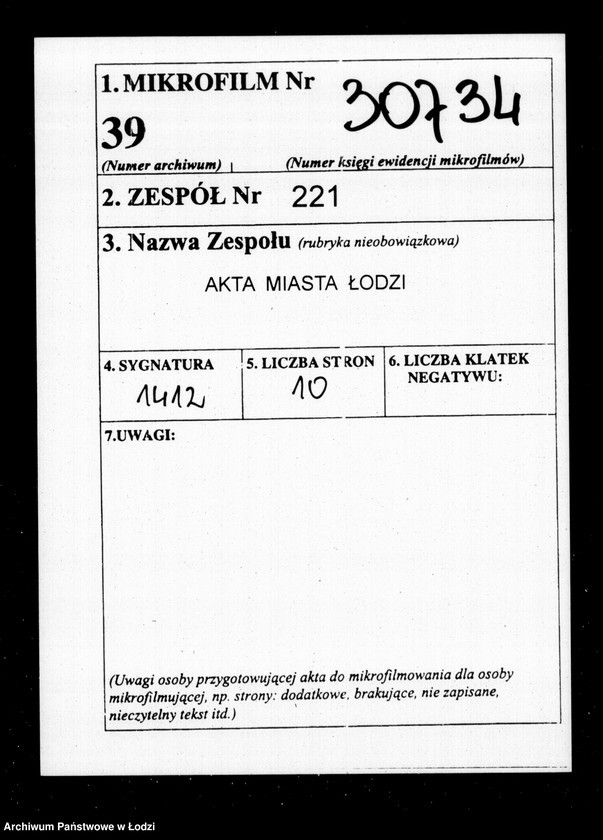 1. MIKROFILM Nr 30734
39
(Numer archiwum) (Numer księgi ewidencji mikrofilmów)
2. ZESPÓŁ Nr 221
3. Nazwa Zespołu (rubryka nieobowiązkowa)
AKTA MIASTA ŁODZI
4. SYGNATURA 5. LICZBA STRON 6. LICZBA KLATEK
NEGATYWU:
1412 10
7.UWAGI:
(Uwagi osoby przygotowującej akta do mikrofilmowania dla osoby
mikrofilmującej, np. strony: dodatkowe, brakujące, nie zapisane,
nieczytelny tekst itd.)
Archiwum Państwowe w Łodzi